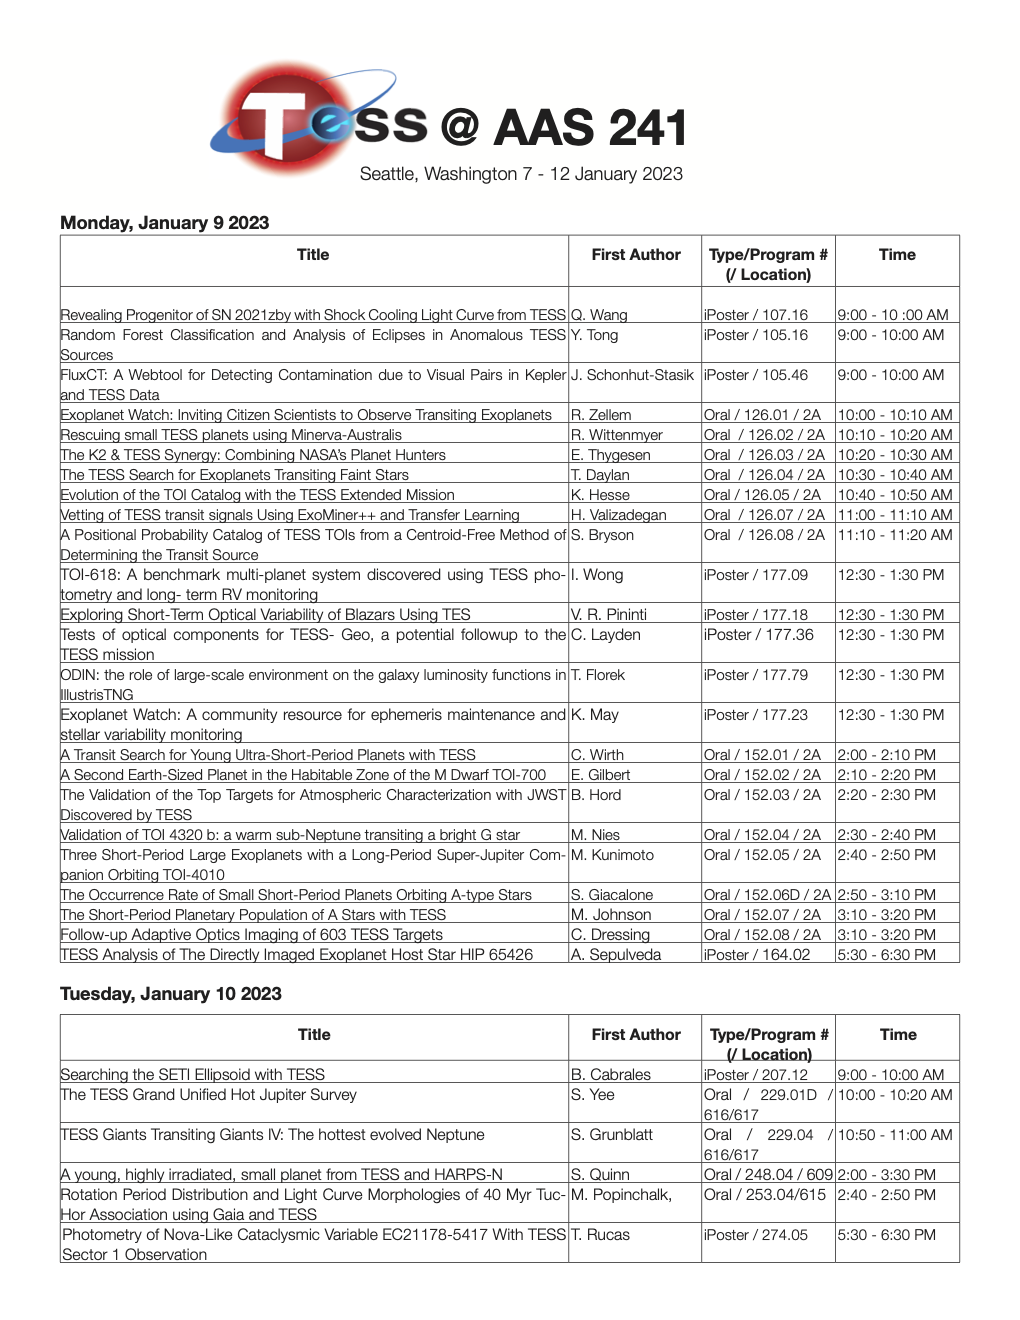 Tess @ AAS 241
Seattle, Washington 7 - 12 January 2023
Monday, January 9 2023
Title First Author Type/Program # Time
(/ Location)
Revealing Progenitor of SN 2021zby with Shock Cooling Light Curve from TESS Q. Wang iPoster / 107.16 9:00 - 10 :00 AM
Random Forest Classification and Analysis of Eclipses in Anomalous TESS Y. Tong iPoster / 105.16 9:00 - 10:00 AM
Sources
FluxCT: A Webtool for Detecting Contamination due to Visual Pairs in Kepler J. Schonhut-Stasik iPoster / 105.46 9:00 - 10:00 AM
and TESS Data
Exoplanet Watch: Inviting Citizen Scientists to Observe Transiting Exoplanets R. Zellem Oral / 126.01 / 2A 10:00 - 10:10 AM
Rescuing small TESS planets using Minerva-Australis R. Wittenmyer Oral / 126.02 / 2A 10:10 - 10:20 AM
The K2 & TESS Synergy: Combining NASA's Planet Hunters E. Thygesen Oral / 126.03 / 2A 10:20 - 10:30 AM
The TESS Search for Exoplanets Transiting Faint Stars T. Daylan Oral / 126.04 / 2A 10:30 - 10:40 AM
Evolution of the TOI Catalog with the TESS Extended Mission K. Hesse Oral / 126.05 / 2A 10:40 - 10:50 AM
Vetting of TESS transit signals Using ExoMiner++ and Transfer Learning H. Valizadegan Oral / 126.07 / 2A 11:00 - 11:10 AM
A Positional Probability Catalog of TESS TOIs from a Centroid-Free Method of S. Bryson Oral / 126.08 / 2A 11:10 - 11:20 AM
Determining the Transit Source
TOI-618: A benchmark multi-planet system discovered using TESS pho- I. Wong iPoster / 177.09 12:30 - 1:30 PM
tometry and long- term RV monitoring
Exploring Short-Term Optical Variability of Blazars Using TES V. R. Pininti iPoster / 177.18 12:30 - 1:30 PM
Tests of optical components for TESS- Geo, a potential followup to the C. Layden iPoster / 177.36 12:30 - 1:30 PM
TESS mission
ODIN: the role of large-scale environment on the galaxy luminosity functions in T. Florek iPoster / 177.79 12:30 - 1:30 PM
IllustrisTNG
Exoplanet Watch: A community resource for ephemeris maintenance and K. May iPoster / 177.23 12:30 - 1:30 PM
stellar variability monitoring
A Transit Search for Young Ultra-Short-Period Planets with TESS C. Wirth Oral / 152.01 / 2A 2:00 - 2:10 PM
A Second Earth-Sized Planet in the Habitable Zone of the M Dwarf TOI-700 E. Gilbert Oral / 152.02 / 2A 2:10 - 2:20 PM
The Validation of the Top Targets for Atmospheric Characterization with JWST B. Hord Oral / 152.03 / 2A 2:20 - 2:30 PM
Discovered by TESS
Validation of TOI 4320 b: a warm sub-Neptune transiting a bright G star M. Nies Oral / 152.04 / 2A 2:30 - 2:40 PM
Three Short-Period Large Exoplanets with a Long-Period Super-Jupiter Com- M. Kunimoto Oral / 152.05 / 2A 2:40 - 2:50 PM
panion Orbiting TOI-4010
The Occurrence Rate of Small Short-Period Planets Orbiting A-type Stars S. Giacalone Oral / 152.06D / 2A 2:50 - 3:10 PM
The Short-Period Planetary Population of A Stars with TESS M. Johnson Oral / 152.07 / 2A 3:10 - 3:20 PM
Follow-up Adaptive Optics Imaging of 603 TESS Targets C. Dressing Oral / 152.08 / 2A 3:10 - 3:20 PM
TESS Analysis of The Directly Imaged Exoplanet Host Star HIP 65426 A. Sepulveda iPoster / 164.02 5:30 - 6:30 PM
Tuesday, January 10 2023
Title First Author Type/Program # Time
(/ Location)
Searching the SETI Ellipsoid with TESS B. Cabrales iPoster / 207.12 9:00 - 10:00 AM
The TESS Grand Unified Hot Jupiter Survey S. Yee Oral / 229.01D / 10:00 - 10:20 AM
616/617
TESS Giants Transiting Giants IV: The hottest evolved Neptune S. Grunblatt Oral / 229.04 / 10:50 - 11:00 AM
616/617
A young, highly irradiated, small planet from TESS and HARPS-N S. Quinn Oral / 248.04 / 609 2:00 - 3:30 PM
Rotation Period Distribution and Light Curve Morphologies of 40 Myr Tuc- M. Popinchalk, Oral / 253.04/615 2:40 - 2:50 PM
Hor Association using Gaia and TESS
Photometry of Nova-Like Cataclysmic Variable EC21178-5417 With TESS T. Rucas iPoster / 274.05 5:30 - 6:30 PM
Sector 1 Observation